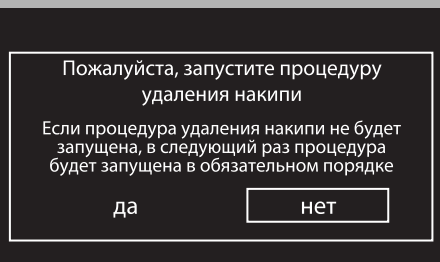 Пожалуйста, запустите процедуру
удаления накипи
Если процедура удаления накипи не будет
запущена, в следующий раз процедура
будет запущена в обязательном порядке
да нет